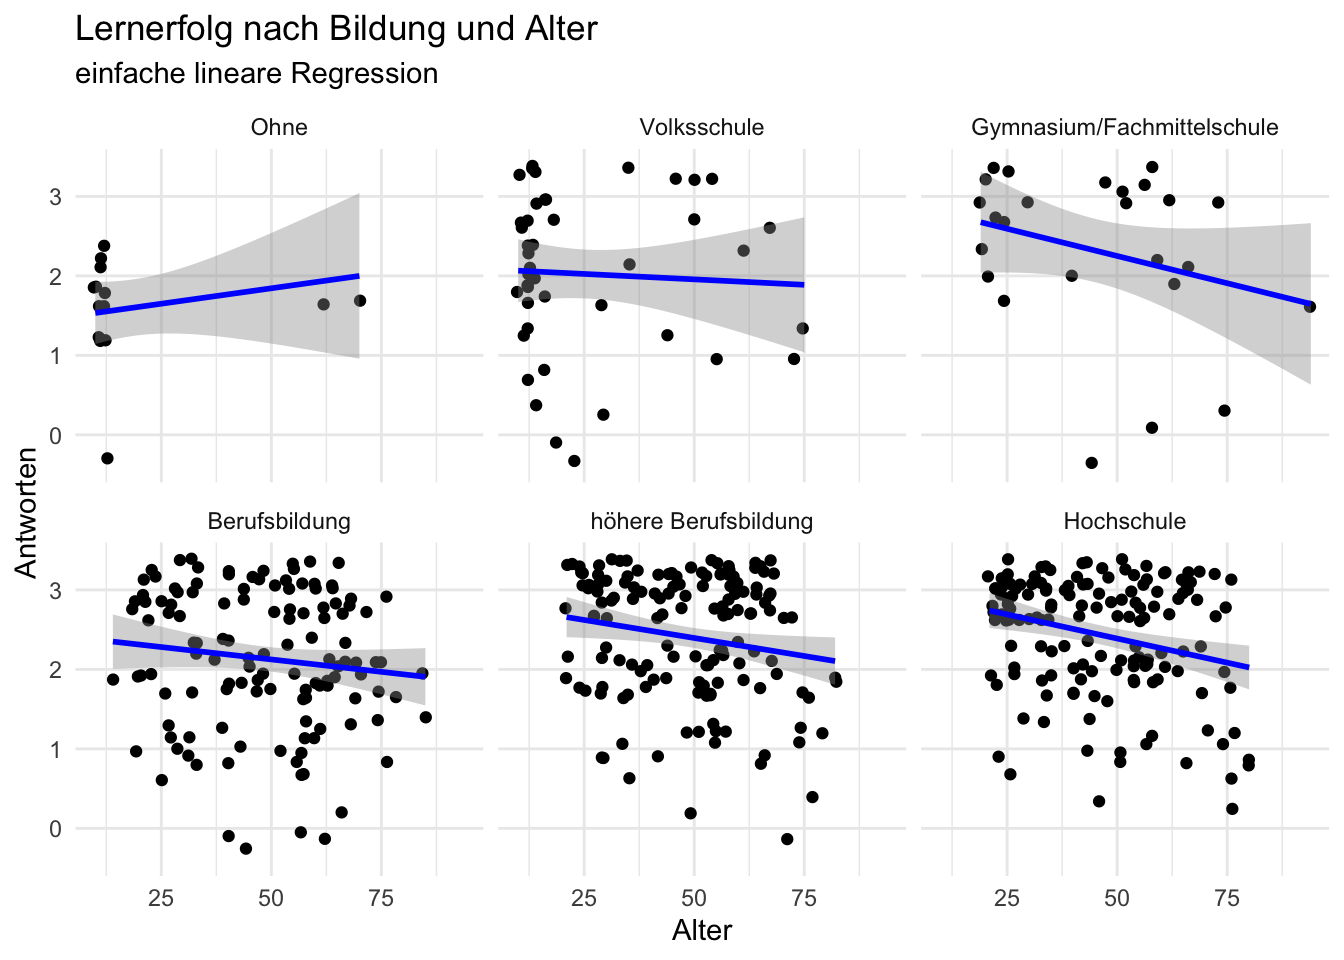 Lernerfolg nach Bildung und Alter
einfache lineare Regression
Ohne
Volksschule
Gymnasium/Fachmittelschule
3
2
1
0
Berufsbildung
höhere Berufsbildung
Hochschule
3
2
1
0
Antworten
25 50 75
25 50 75
25 50 75
Alter